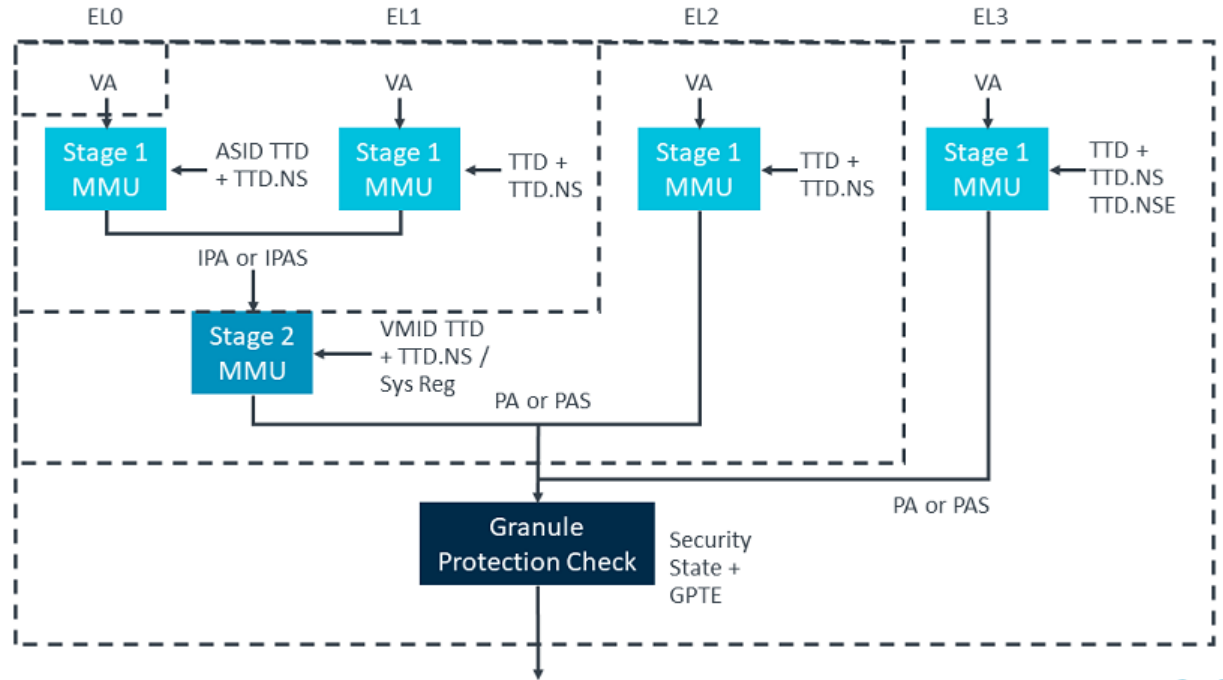 EL0
EL1
EL2
EL3
VA
VA
VA
VA
Stage 1
MMU
ASID TTD
+ TTD.NS
Stage 1
MMU
TTD +
TTD.NS
Stage 1
MMU
TTD +
TTD.NS
Stage 1
MMU
TTD +
TTD.NS
TTD.NSE
IPA or IPAS
Stage 2
MMU
VMID TTD
+ TTD.NS /
Sys Reg
PA or PAS
PA or PAS
Granule
Protection Check
Security
State +
GPTE